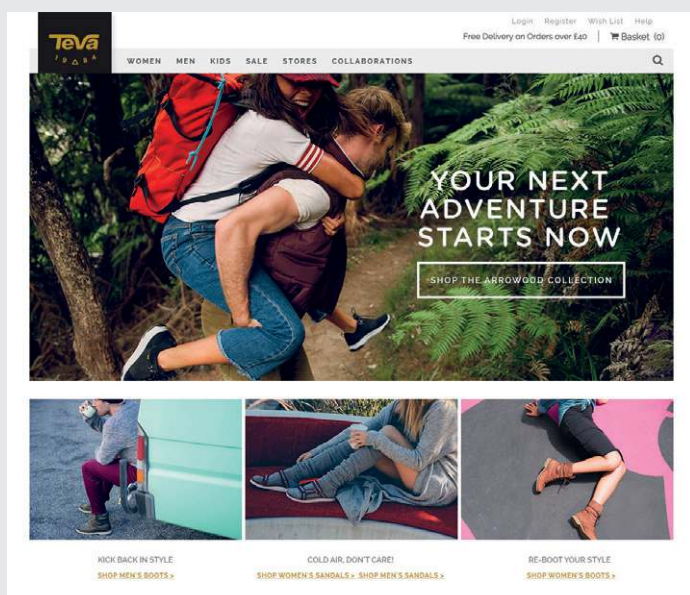 Login Register Wish List Help
Free Delivery on Orders over £40 Basket (0)
Teva
1984
WOMEN MEN KIDS SALE STORES COLLABORATIONS
YOUR NEXT
ADVENTURE
STARTS NOW
SHOP THE ARROWOOD COLLECTION
KICK BACK IN STYLE
SHOP MEN'S BOOTS >
COLD AIR, DON'T CARE!
SHOP WOMEN'S SANDALS > SHOP MEN'S SANDALS >
RE-BOOT YOUR STYLE
SHOP WOMEN'S BOOTS >